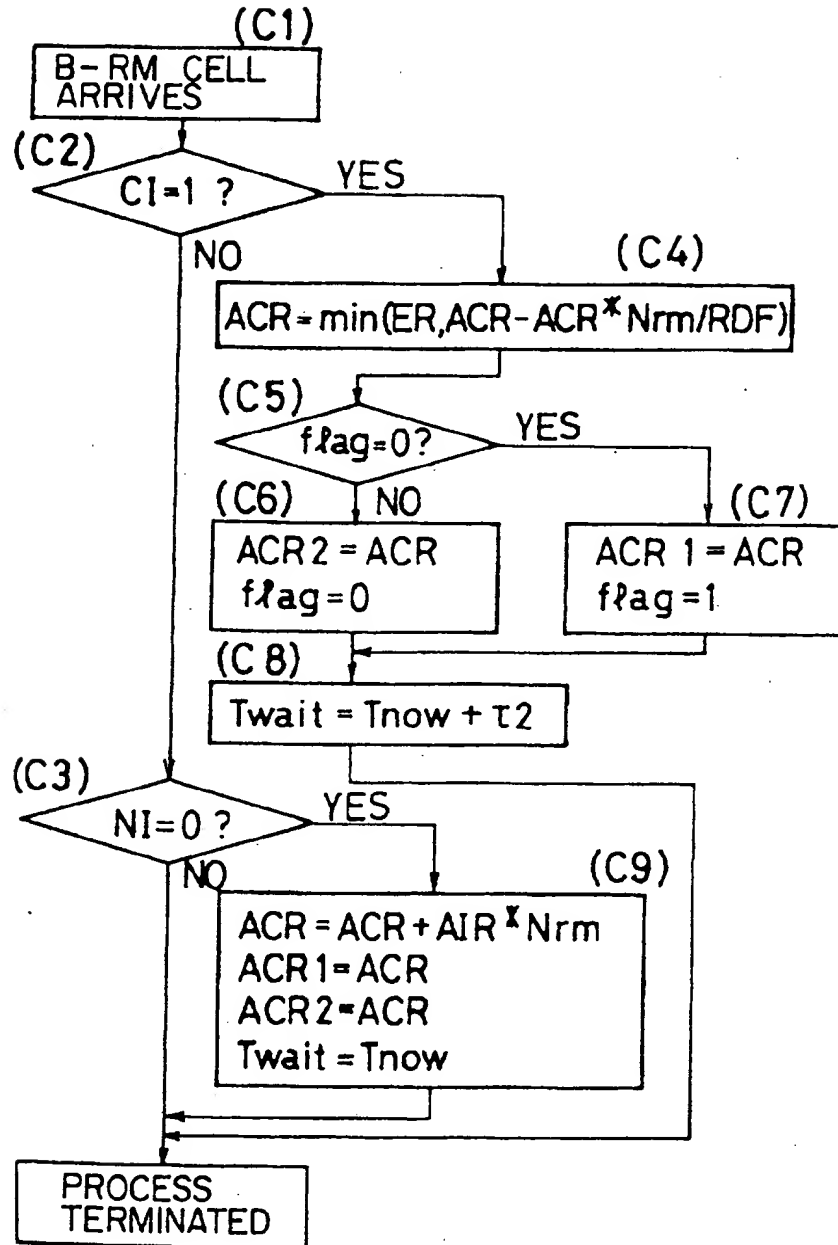 (C1)
B-RM CELL
ARRIVES
(C2)
CI=1 ?
YES
NO
(C4)
ACR=min(ER,ACR-ACR*Nrm/RDF)
(C5)
flag=0?
YES
(C6)
NO
(C7)
ACR2=ACR
flag=0
ACR 1=ACR
flag=1
(C8)
Twait = Tnow + τ2
(C3)
NI=0 ?
YES
NO
(C9)
ACR=ACR+AIR*Nrm
ACR1=ACR
ACR2=ACR
Twait=Tnow
PROCESS
TERMINATED